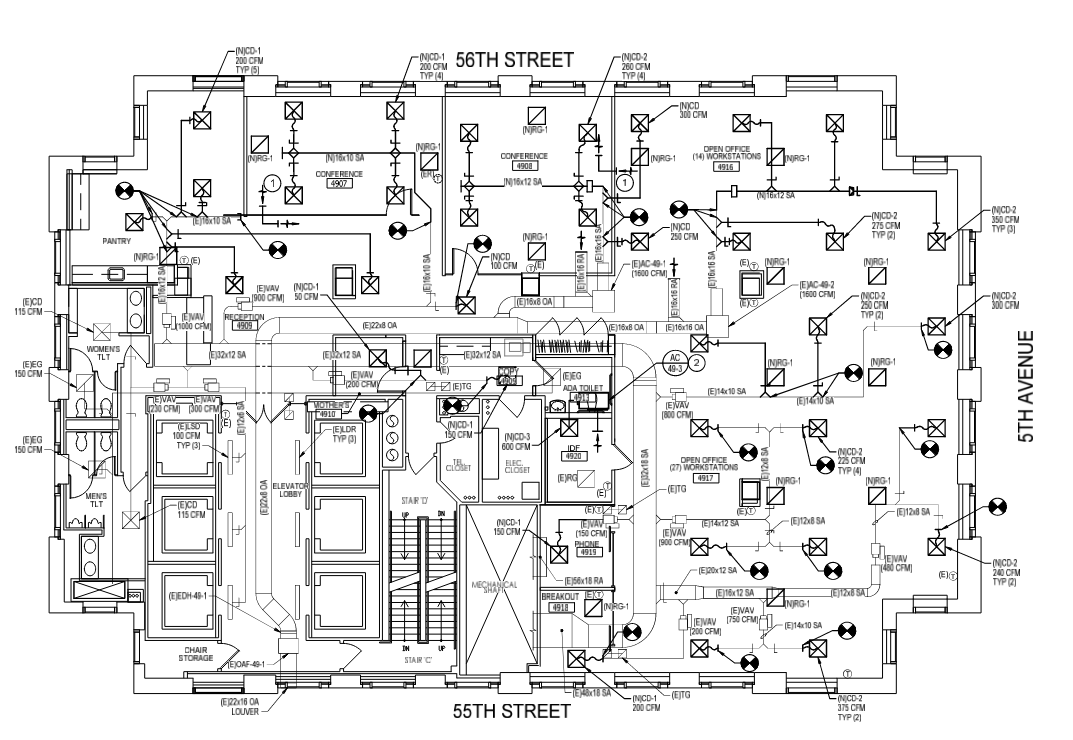 56TH STREET
(N)CD-1
200 CFM
TYP (5)
(N)CD-1
200 CFM
TYP (4)
(N)CD-2
260 CFM
TYP (4)
(N)CD
300 CFM
(N)RG-1
(N)16x10 SA
CONFERENCE
4907
(N)RG-1
(ER)
T
1
(N)RG-1
CONFERENCE
4908
(N)16x12 SA
(N)RG-1
1
OPEN OFFICE
(14) WORKSTATIONS
4916
(N)RG-1
(N)16x12 SA
(E)16x10 SA
PANTRY
(N)RG-1
T (E)
(E)16x12 SA
(E)16x10 SA
(N)CD
100 CFM
(N)RG-1
T (E)
(E)16x16 SA
(E)16x16 RA
(N)CD
250 CFM
(E)AC-49-1
(1600 CFM)
(E)16x16 RA
(E)16x16 SA
(N)CD-2
275 CFM
TYP (2)
(N)CD-2
350 CFM
TYP (3)
(E)T
(N)RG-1
(E)T
(N)RG-1
(E)AC-49-2
(1600 CFM)
(E)CD
115 CFM
(E)VAV
(1000 CFM)
(E)VAV
(900 CFM)
(N)CD-1
50 CFM
(E)16x8 OA
RECEPTION
4909
(E)22x8 OA
(E)16x8 OA
(E)16x16 OA
(N)CD-2
250 CFM
TYP (2)
(N)CD-2
300 CFM
WOMEN'S
TLT
(E)32x12 SA
(E)32x12 SA
(E)32x12 SA
(E)EG
150 CFM
(E)VAV
(230 CFM)
(E)VAV
(300 CFM)
(E)VAV
(200 CFM)
(E)TG
(E)
COPY
4909
(E)EG
ADA TOILET
AC
49-3
2
(N)RG-1
(N)RG-1
(E)14x10 SA
(E)14x10 SA
(E)VAV
(800 CFM)
5TH AVENUE
T
(E)
(E)12x6 SA
MOTHER'S
4910
(E)EG
150 CFM
(E)LSD
100 CFM
TYP (3)
(E)LDR
TYP (3)
(N)CD-1
150 CFM
(N)CD-3
600 CFM
IDF
4920
(E)RG
(E)T
(E)32x18 SA
OPEN OFFICE
(27) WORKSTATIONS
4917
(E)12x6 SA
(N)CD-2
225 CFM
TYP (4)
(E)22x8 OA
ELEVATOR
LOBBY
TEL.
CLOSET
ELEC.
CLOSET
STAIR 'D'
UP
DN
MEN'S
TLT
(E)CD
115 CFM
(E)T
(E)TG
(E)T
(N)RG-1
(N)RG-1
(N)CD-1
150 CFM
(E)VAV
(150 CFM)
PHONE
4919
(E)VAV
(900 CFM)
(E)14x12 SA
(E)12x8 SA
(E)12x8 SA
(E)VAV
(480 CFM)
(E)T
(N)CD-2
240 CFM
TYP (2)
MECHANICAL
SHAFT
(E)56x18 RA
(E)20x12 SA
(E)16x12 SA
(E)12x8 SA
(E)EDH-49-1
BREAKOUT
4918
(E)T
(N)RG-1
(N)RG-1
(E)VAV
(200 CFM)
(E)VAV
(750 CFM)
(E)14x10 SA
CHAIR
STORAGE
(E)OAF-49-1
DN
UP
STAIR 'C'
T
(E)TG
(E)22x16 OA
LOUVER
(E)48x18 SA
(N)CD-1
200 CFM
(N)CD-2
375 CFM
TYP (2)
55TH STREET